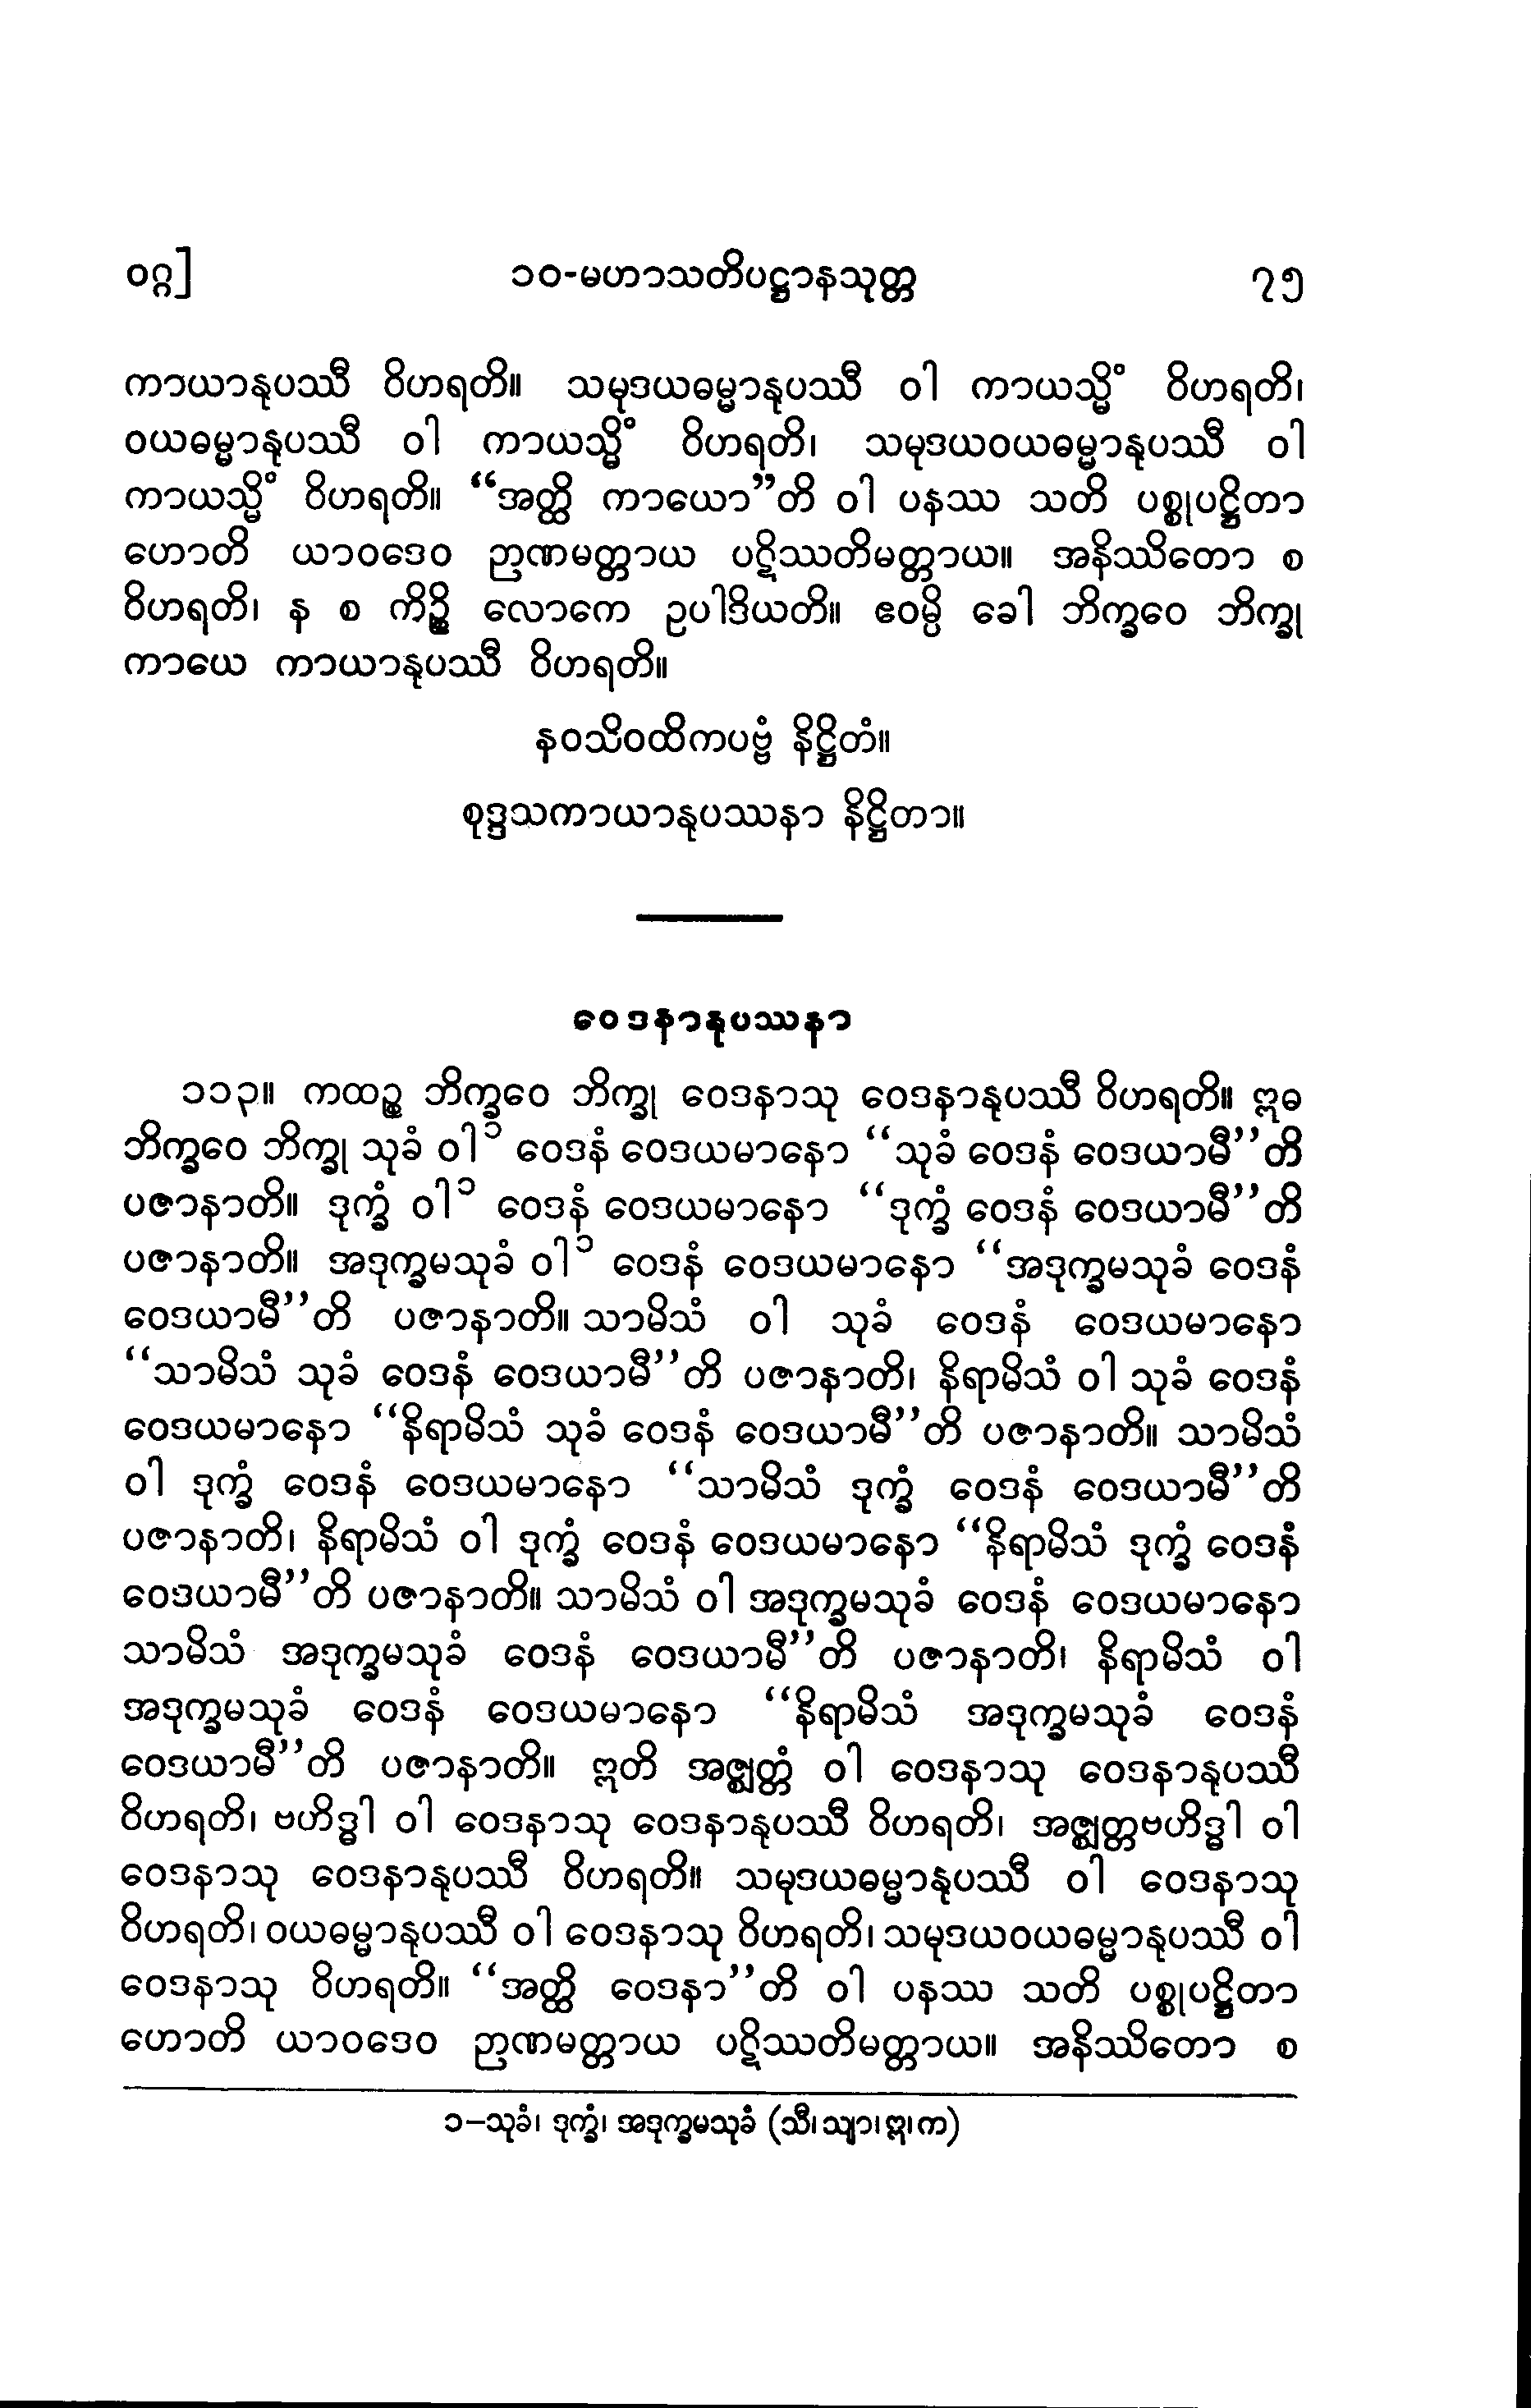 ဝဂ္ဂ]
၁၀-မဟာသတိပဋ္ဌာနသုတ္တ
၇၅
ကာယာနုပဿီ ဝိဟရတိ။ သမုဒယဓမ္မာနုပဿီ ဝါ ကာယသ္မိံ ဝိဟရတိ၊
ဝယဓမ္မာနုပဿီ ဝါ ကာယသ္မိံ ဝိဟရတိ၊ သမုဒယဝယဓမ္မာနုပဿီ ဝါ
ကာယသ္မိံ ဝိဟရတိ။ “အတ္ထိ ကာယော”တိ ဝါ ပနဿ သတိ ပစ္စုပဋ္ဌိတာ
ဟောတိ ယာဝဒေဝ ဉာဏမတ္တာယ ပဋိဿတိမတ္တာယ။ အနိဿိတော စ
ဝိဟရတိ၊ န စ ကိဉ္စိ လောကေ ဥပါဒိယတိ။ ဧဝမ္ပိ ခေါ ဘိက္ခဝေ ဘိက္ခု
ကာယေ ကာယာနုပဿီ ဝိဟရတိ။
နဝသိဝထိကပဗ္ဗံ နိဋ္ဌိတံ။
စုဒ္ဒသကာယာနုပဿနာ နိဋ္ဌိတာ။
ဝေဒနာနုပဿနာ
၁၁၃။ ကထဉ္စ ဘိက္ခဝေ ဘိက္ခု ဝေဒနာသု ဝေဒနာနုပဿီ ဝိဟရတိ။ ဣဓ
ဘိက္ခဝေ ဘိက္ခု သုခံ ဝါ၁ ဝေဒနံ ဝေဒယမာနော “သုခံ ဝေဒနံ ဝေဒယာမီ”တိ
ပဇာနာတိ။ ဒုက္ခံ ဝါ၁ ဝေဒနံ ဝေဒယမာနော “ဒုက္ခံ ဝေဒနံ ဝေဒယာမီ”တိ
ပဇာနာတိ။ အဒုက္ခမသုခံ ဝါ၁ ဝေဒနံ ဝေဒယမာနော “အဒုက္ခမသုခံ ဝေဒနံ
ဝေဒယာမီ”တိ ပဇာနာတိ။ သာမိသံ ဝါ သုခံ ဝေဒနံ ဝေဒယမာနော
“သာမိသံ သုခံ ဝေဒနံ ဝေဒယာမီ”တိ ပဇာနာတိ၊ နိရာမိသံ ဝါ သုခံ ဝေဒနံ
ဝေဒယမာနော “နိရာမိသံ သုခံ ဝေဒနံ ဝေဒယာမီ”တိ ပဇာနာတိ။ သာမိသံ
ဝါ ဒုက္ခံ ဝေဒနံ ဝေဒယမာနော “သာမိသံ ဒုက္ခံ ဝေဒနံ ဝေဒယာမီ”တိ
ပဇာနာတိ၊ နိရာမိသံ ဝါ ဒုက္ခံ ဝေဒနံ ဝေဒယမာနော “နိရာမိသံ ဒုက္ခံ ဝေဒနံ
ဝေဒယာမီ”တိ ပဇာနာတိ။ သာမိသံ ဝါ အဒုက္ခမသုခံ ဝေဒနံ ဝေဒယမာနော
သာမိသံ အဒုက္ခမသုခံ ဝေဒနံ ဝေဒယာမီ”တိ ပဇာနာတိ၊ နိရာမိသံ ဝါ
အဒုက္ခမသုခံ ဝေဒနံ ဝေဒယမာနော “နိရာမိသံ အဒုက္ခမသုခံ ဝေဒနံ
ဝေဒယာမီ”တိ ပဇာနာတိ။ ဣတိ အဇ္ဈတ္တံ ဝါ ဝေဒနာသု ဝေဒနာနုပဿီ
ဝိဟရတိ၊ ဗဟိဒ္ဓါ ဝါ ဝေဒနာသု ဝေဒနာနုပဿီ ဝိဟရတိ၊ အဇ္ဈတ္တဗဟိဒ္ဓါ ဝါ
ဝေဒနာသု ဝေဒနာနုပဿီ ဝိဟရတိ။ သမုဒယဓမ္မာနုပဿီ ဝါ ဝေဒနာသု
ဝိဟရတိ၊ ဝယဓမ္မာနုပဿီ ဝါ ဝေဒနာသု ဝိဟရတိ၊ သမုဒယဝယဓမ္မာနုပဿီ ဝါ
ဝေဒနာသု ဝိဟရတိ။ “အတ္ထိ ဝေဒနာ”တိ ဝါ ပနဿ သတိ ပစ္စုပဋ္ဌိတာ
ဟောတိ ယာဝဒေဝ ဉာဏမတ္တာယ ပဋိဿတိမတ္တာယ။ အနိဿိတော စ
၁–သုခံ၊ ဒုက္ခံ၊ အဒုက္ခမသုခံ (သီ၊သျာ၊ဣ၊က)